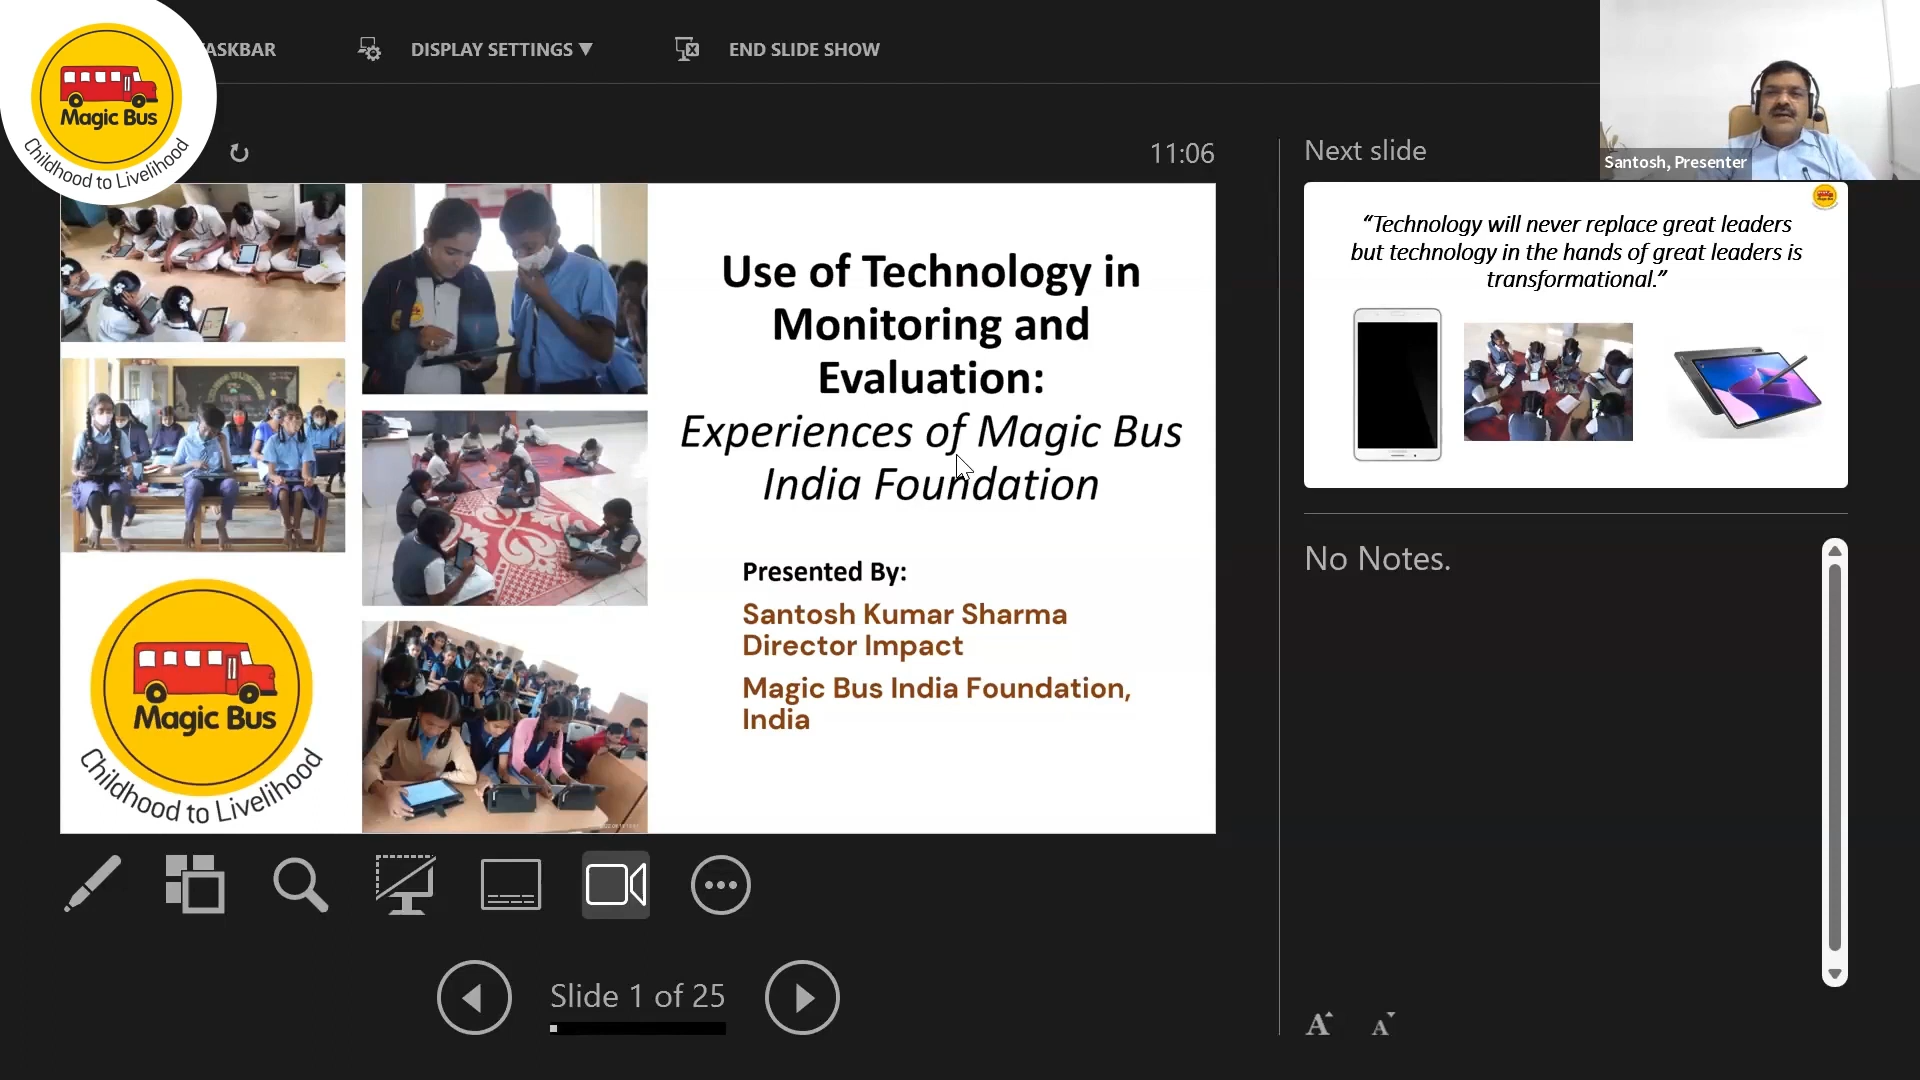 TASKBAR
DISPLAY SETTINGS ▼
END SLIDE SHOW
Magic Bus
Childhood to Livelihood
11:06
Use of Technology in
Monitoring and
Evaluation:
Experiences of Magic Bus
India Foundation
Presented By:
Santosh Kumar Sharma
Director Impact
Magic Bus India Foundation,
India
Magic Bus
Childhood to Livelihood
Slide 1 of 25
Next slide
Santosh, Presenter
“Technology will never replace great leaders
but technology in the hands of great leaders is
transformational.”
No Notes.
A
A